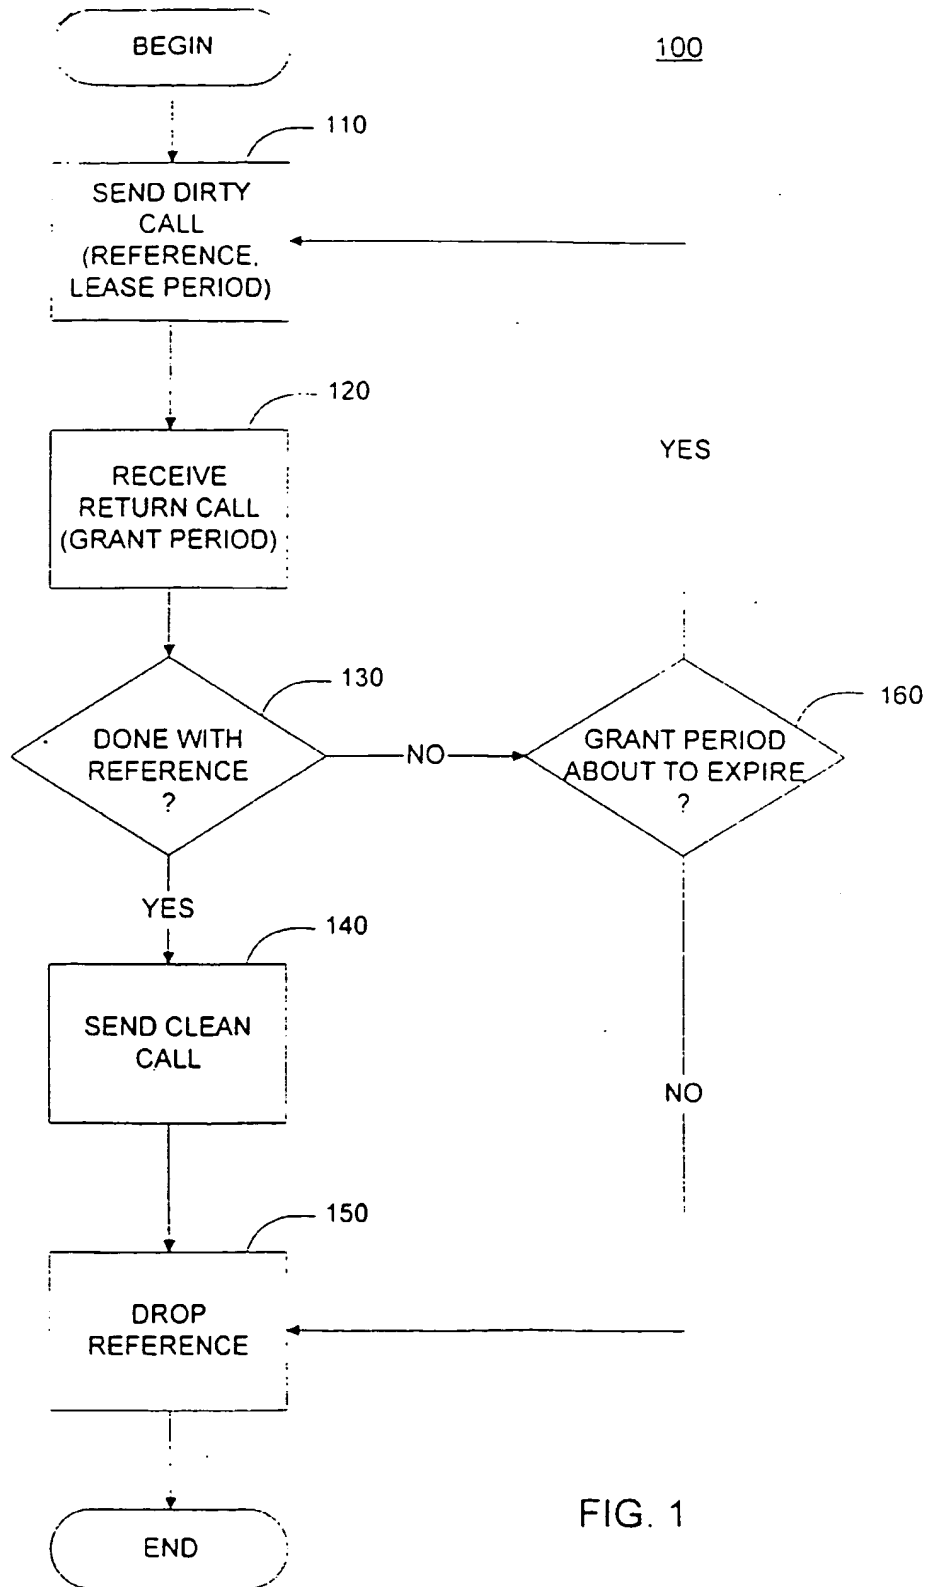 BEGIN
100
110
SEND DIRTY
CALL
(REFERENCE,
LEASE PERIOD)
120
RECEIVE
RETURN CALL
(GRANT PERIOD)
YES
130
DONE WITH
REFERENCE
?
NO
160
GRANT PERIOD
ABOUT TO EXPIRE
?
YES
140
SEND CLEAN
CALL
NO
150
DROP
REFERENCE
END
FIG. 1